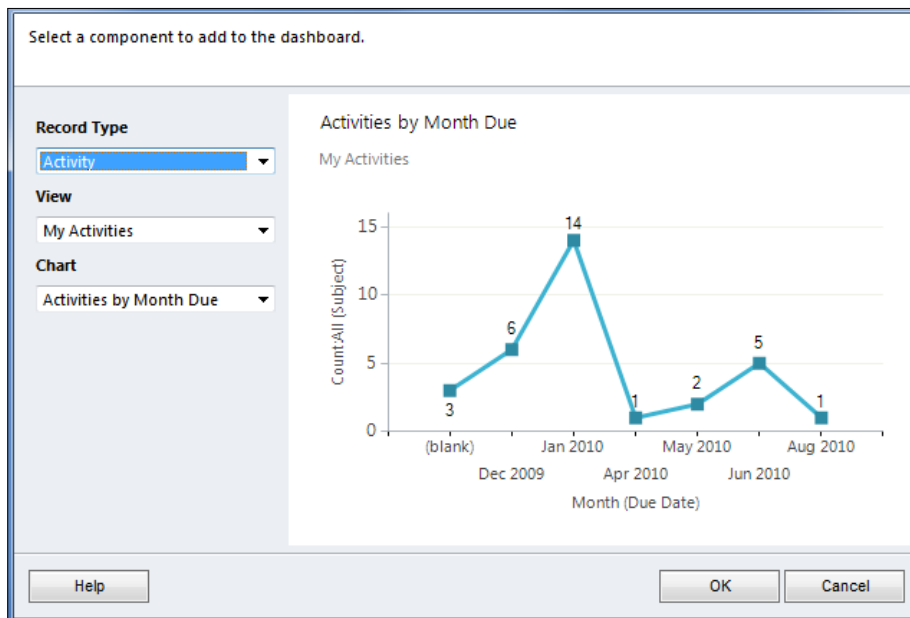 Select a component to add to the dashboard.
Record Type
Activity
View
My Activities
Chart
Activities by Month Due
Activities by Month Due
My Activities
15
10
5
0
Count:All (Subject)
3
6
14
1
2
5
1
(blank)
Dec 2009
Jan 2010
Apr 2010
May 2010
Jun 2010
Aug 2010
Month (Due Date)
Help
OK
Cancel